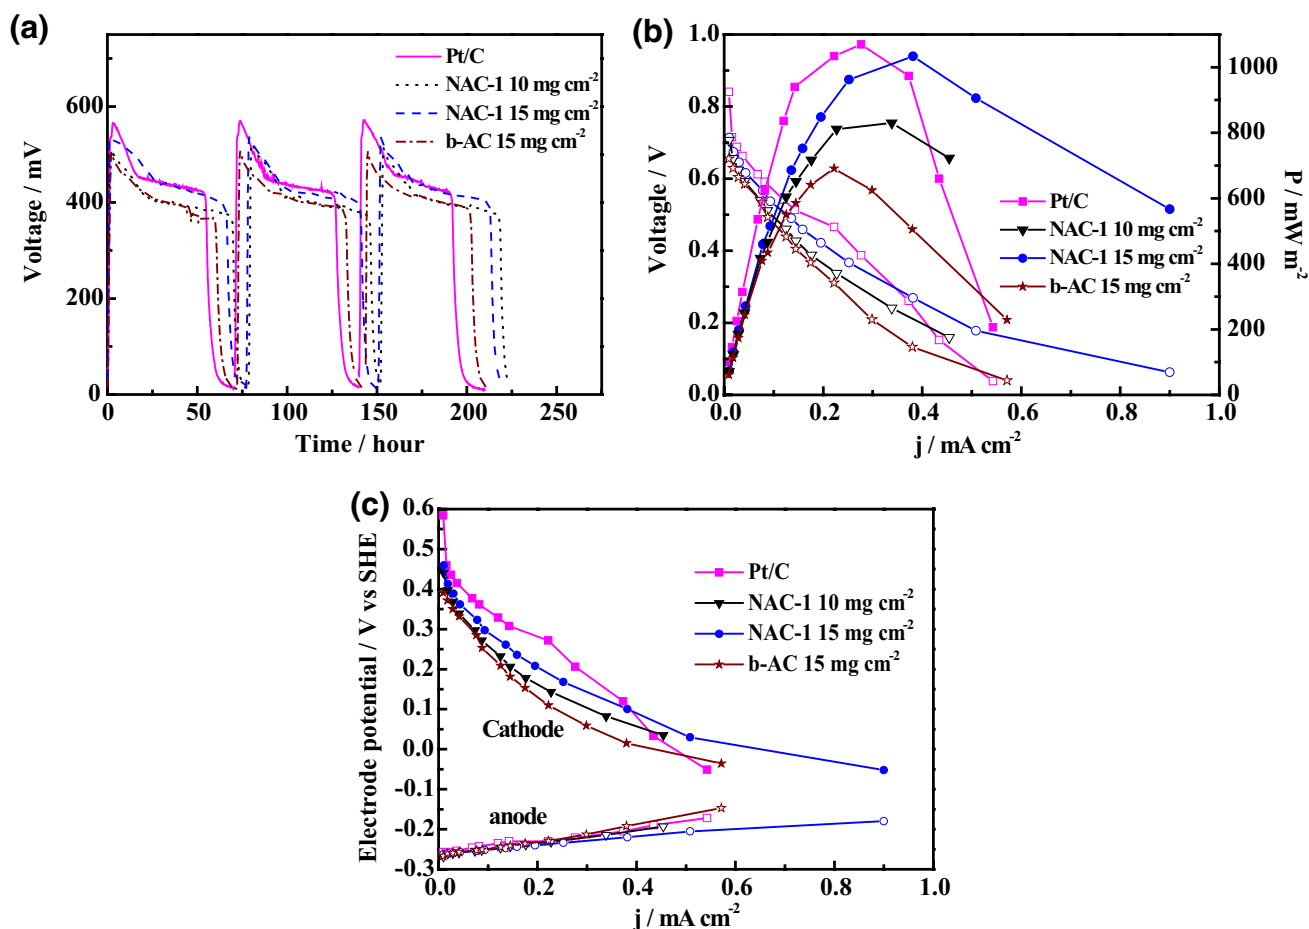 (a)
Pt/C
NAC-1 10 mg cm-2
NAC-1 15 mg cm-2
b-AC 15 mg cm-2
Voltage / mV
600
400
200
0
0 50 100 150 200 250
Time / hour
(b)
Voltagle / V
1.0
0.8
0.6
0.4
0.2
0.0
0.0 0.2 0.4 0.6 0.8 1.0
j / mA cm-2
1000
800
600
400
200
0
P / mW m-2
Pt/C
NAC-1 10 mg cm-2
NAC-1 15 mg cm-2
b-AC 15 mg cm-2
(c)
Electrode potential / V vs SHE
0.6
0.5
0.4
0.3
0.2
0.1
0.0
-0.1
-0.2
-0.3
Pt/C
NAC-1 10 mg cm-2
NAC-1 15 mg cm-2
b-AC 15 mg cm-2
Cathode
anode
0.0 0.2 0.4 0.6 0.8 1.0
j / mA cm-2